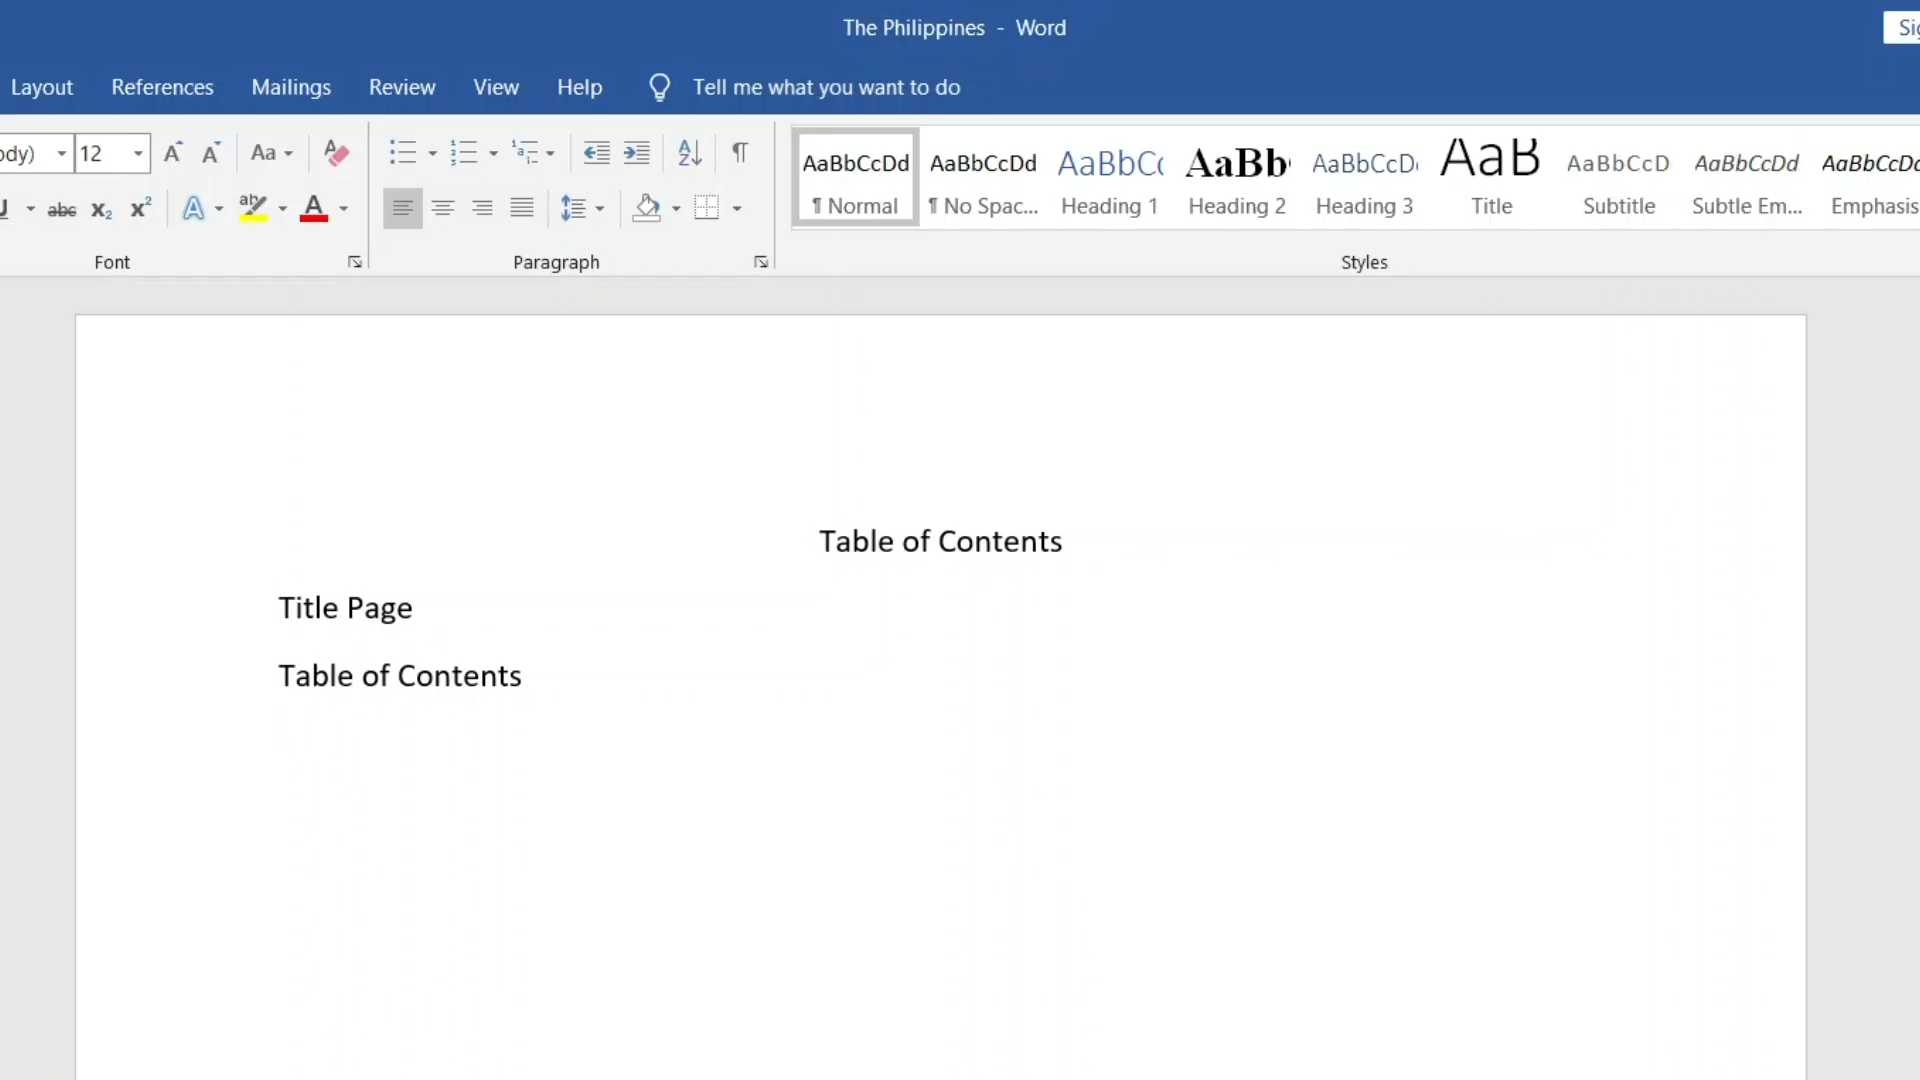 The Philippines - Word
Layout References Mailings Review View Help Tell me what you want to do
12 Aa
AaBbCcDd AaBbCcDd AaBbC AaBb AaBbCcD AaB AaBbCcD AaBbCcDd AaBbCcDd
¶ Normal ¶ No Spac... Heading 1 Heading 2 Heading 3 Title Subtitle Subtle Em... Emphasis
Font Paragraph Styles
Table of Contents
Title Page
Table of Contents